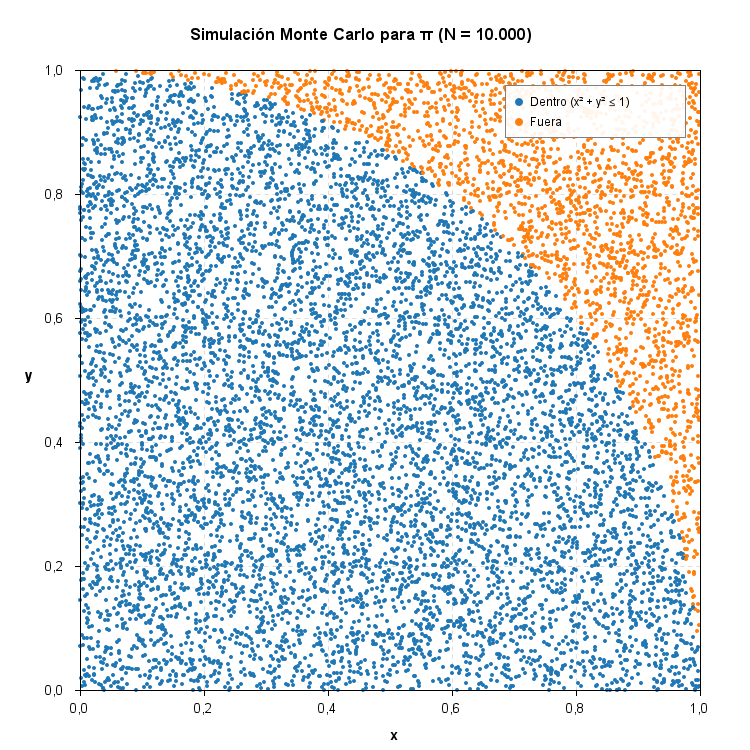 Simulación Monte Carlo para π (N = 10.000)
1,0
Dentro (x² + y² ≤ 1)
Fuera
0,8
0,6
y
0,4
0,2
0,0
0,0 0,2 0,4 0,6 0,8 1,0
x